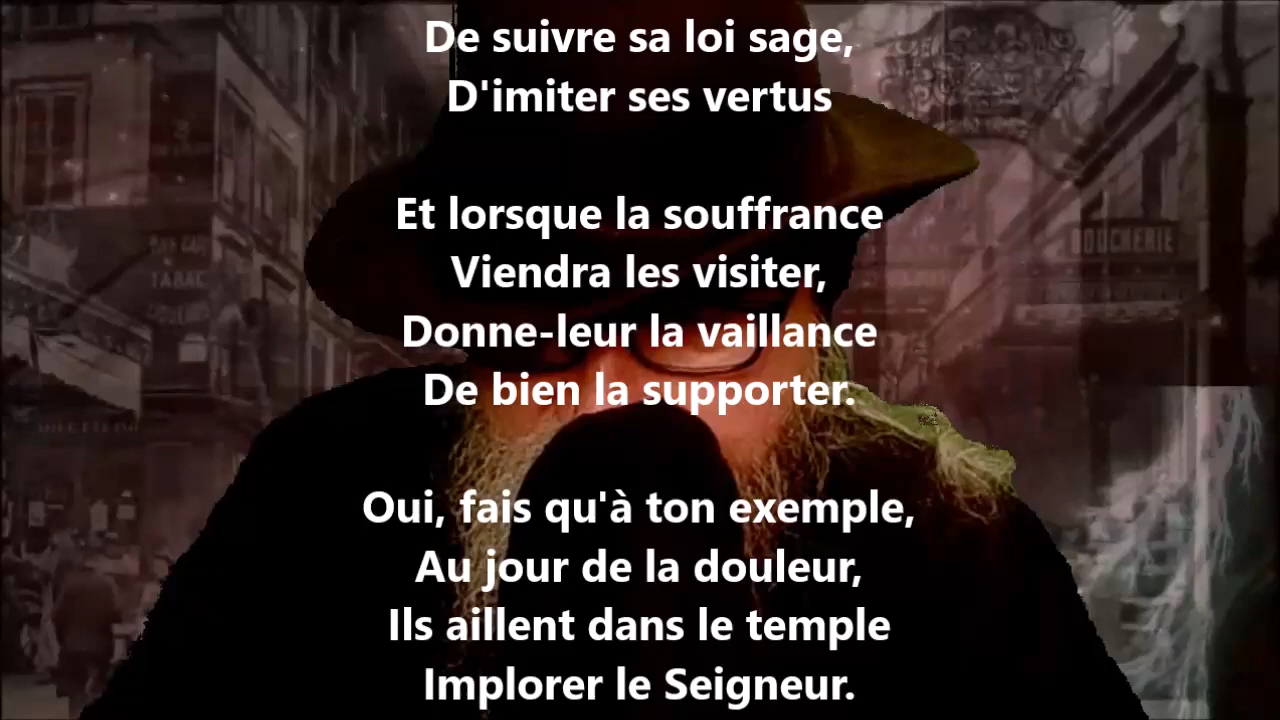 De suivre sa loi sage,
D'imiter ses vertus
Et lorsque la souffrance
Viendra les visiter,
Donne-leur la vaillance
De bien la supporter.
Oui, fais qu'à ton exemple,
Au jour de la douleur,
Ils aillent dans le temple
Implorer le Seigneur.
BOUCHERIE
TABAC